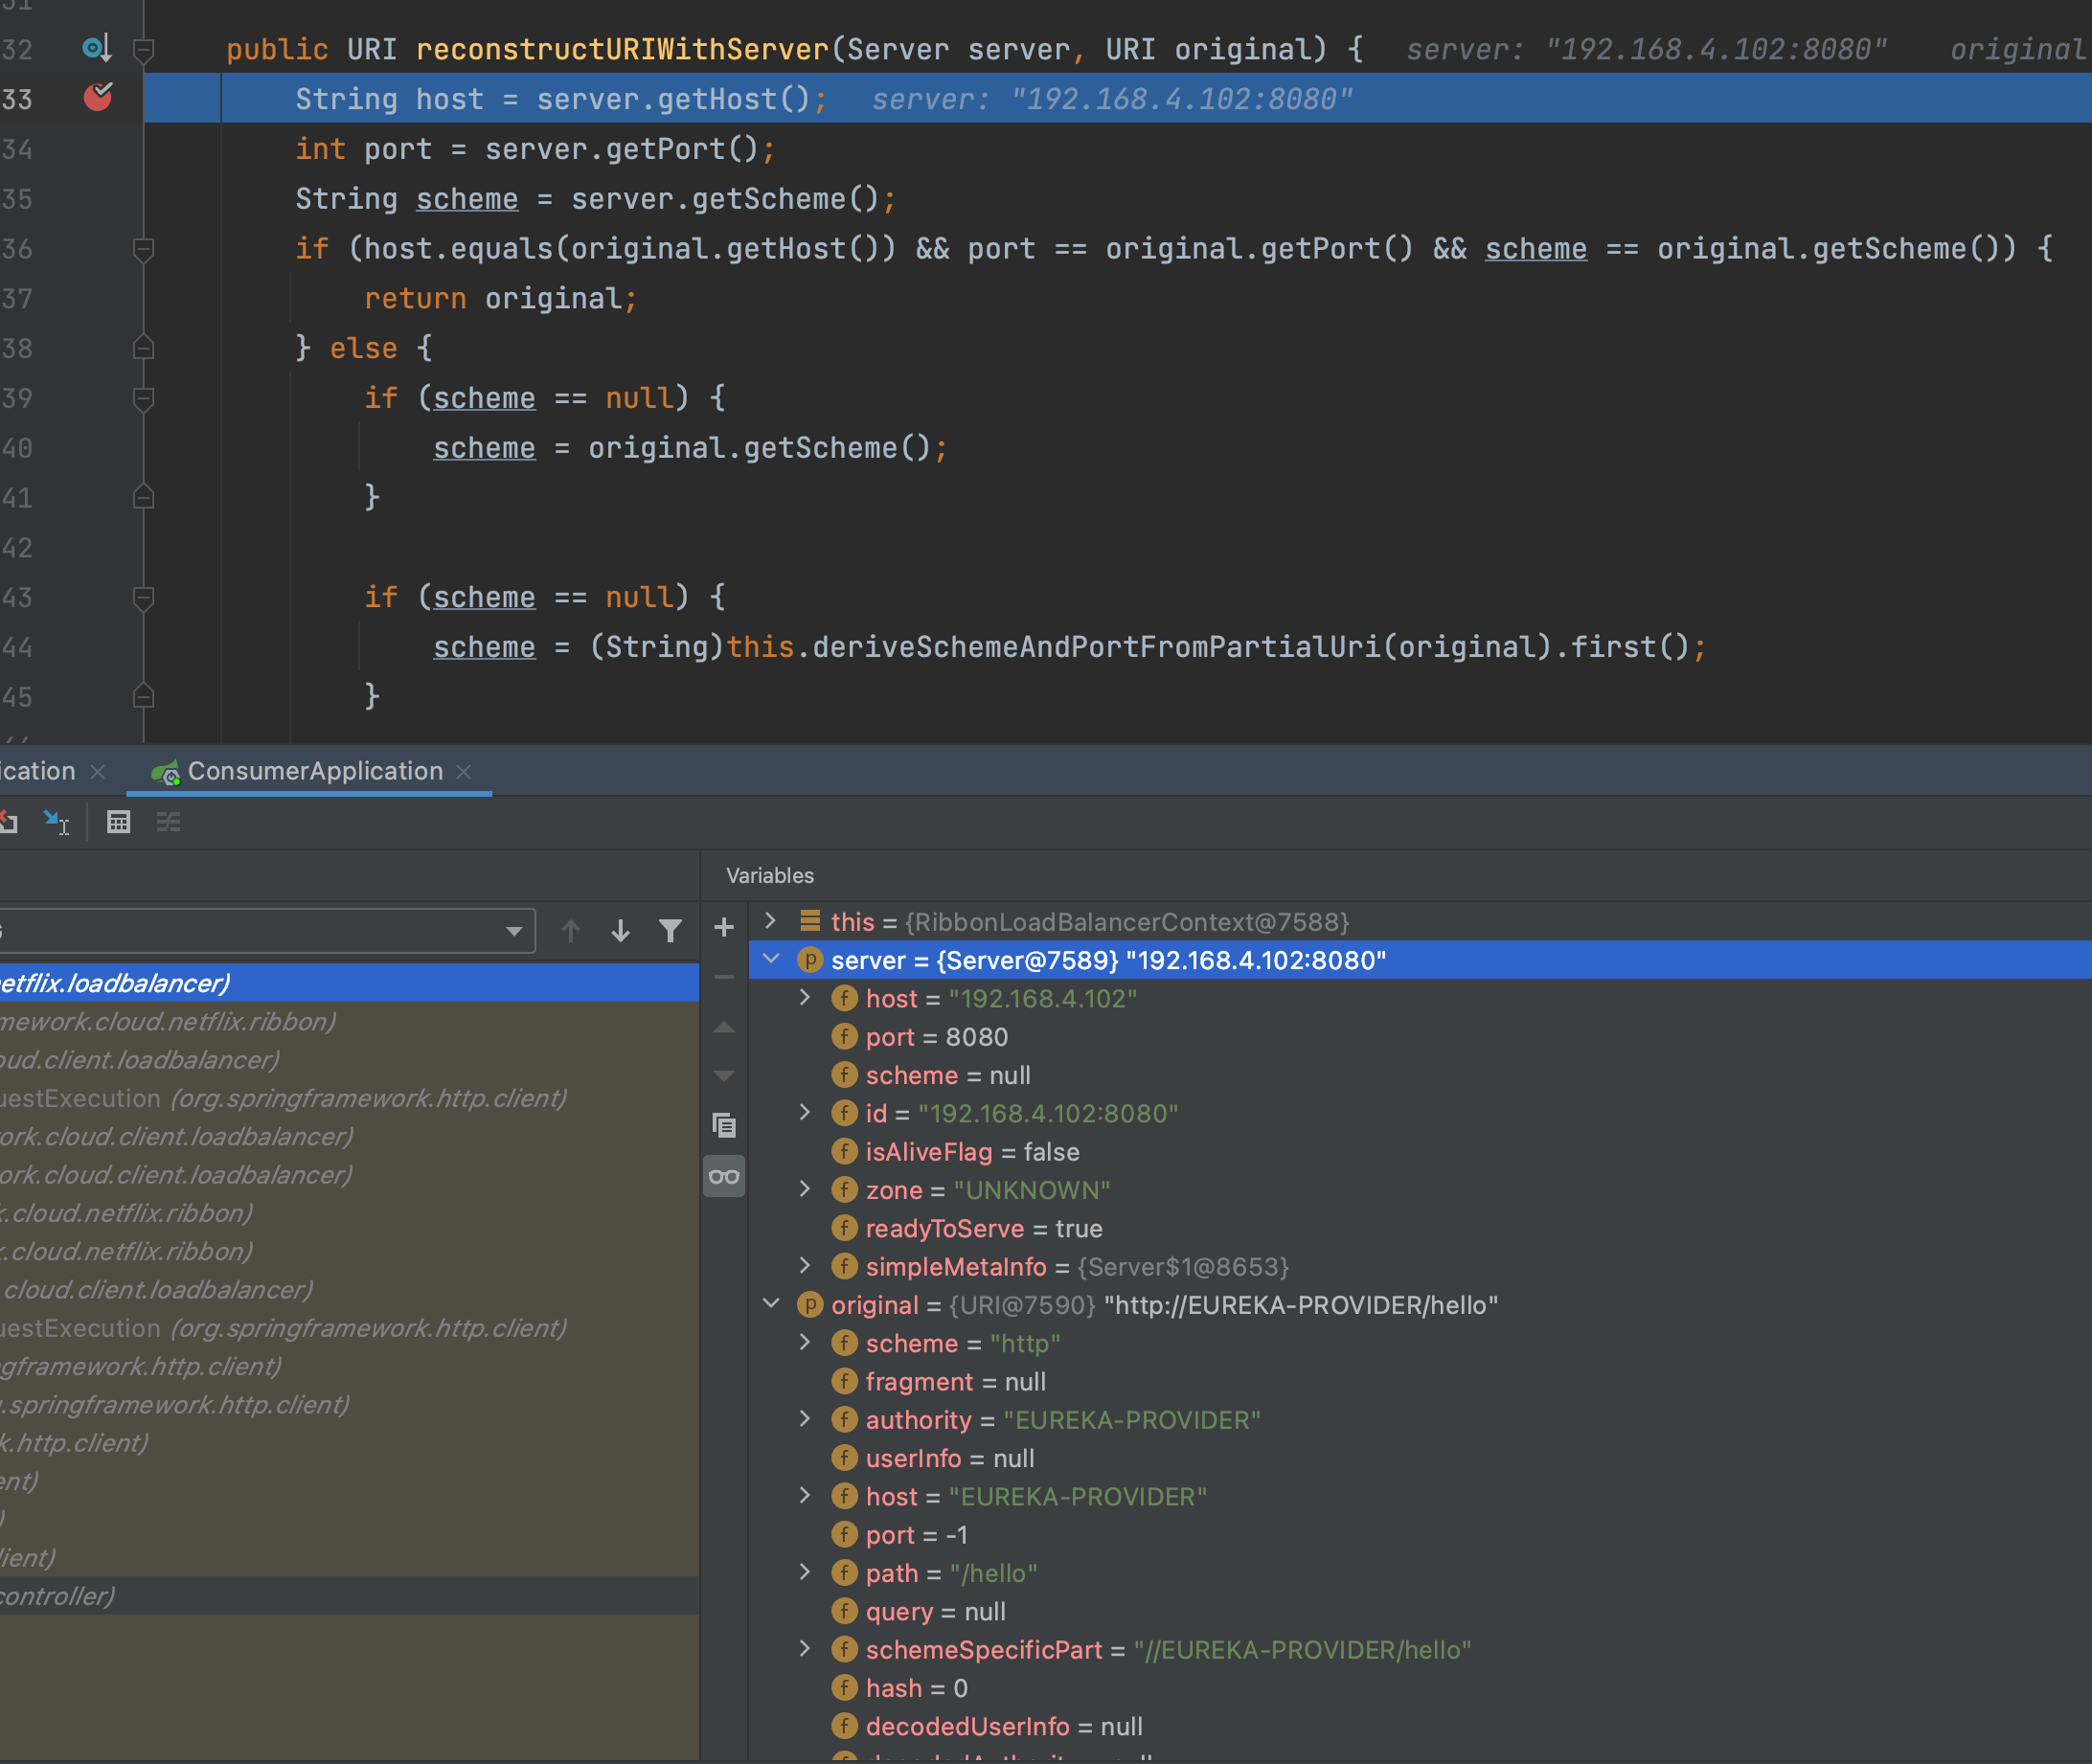 31
32 public URI reconstructURIWithServer(Server server, URI original) { server: "192.168.4.102:8080" original
33 String host = server.getHost(); server: "192.168.4.102:8080"
34 int port = server.getPort();
35 String scheme = server.getScheme();
36 if (host.equals(original.getHost()) && port == original.getPort() && scheme == original.getScheme()) {
37 return original;
38 } else {
39 if (scheme == null) {
40 scheme = original.getScheme();
41 }
42
43 if (scheme == null) {
44 scheme = (String)this.deriveSchemeAndPortFromPartialUri(original).first();
45 }
ication × ConsumerApplication ×
Variables
etflix.loadbalancer)
mework.cloud.netflix.ribbon)
oud.client.loadbalancer)
uestExecution (org.springframework.http.client)
ork.cloud.client.loadbalancer)
ork.cloud.client.loadbalancer)
k.cloud.netflix.ribbon)
k.cloud.netflix.ribbon)
.cloud.client.loadbalancer)
uestExecution (org.springframework.http.client)
gframework.http.client)
.springframework.http.client)
k.http.client)
ent)
)
lient)
controller)
this = {RibbonLoadBalancerContext@7588}
server = {Server@7589} "192.168.4.102:8080"
host = "192.168.4.102"
port = 8080
scheme = null
id = "192.168.4.102:8080"
isAliveFlag = false
zone = "UNKNOWN"
readyToServe = true
simpleMetaInfo = {Server$1@8653}
original = {URI@7590} "http://EUREKA-PROVIDER/hello"
scheme = "http"
fragment = null
authority = "EUREKA-PROVIDER"
userInfo = null
host = "EUREKA-PROVIDER"
port = -1
path = "/hello"
query = null
schemeSpecificPart = "//EUREKA-PROVIDER/hello"
hash = 0
decodedUserInfo = null